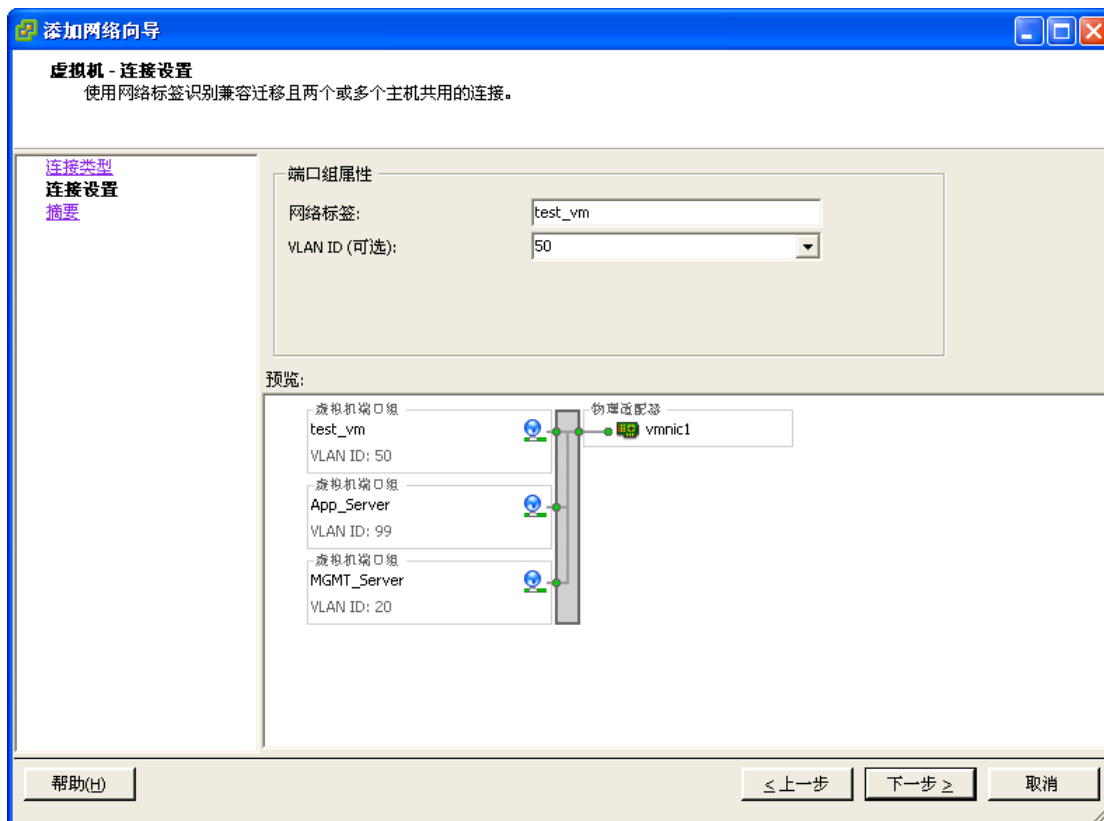 添加网络向导
虚拟机 - 连接设置
使用网络标签识别兼容迁移且两个或多个主机共用的连接。
连接类型
连接设置
摘要
端口组属性
网络标签:
test_vm
VLAN ID (可选):
50
预览:
虚拟机端口组
test_vm
VLAN ID: 50
物理适配器
vmnic1
虚拟机端口组
App_Server
VLAN ID: 99
虚拟机端口组
MGMT_Server
VLAN ID: 20
帮助(H)
≤上一步
下一步 ≥
取消